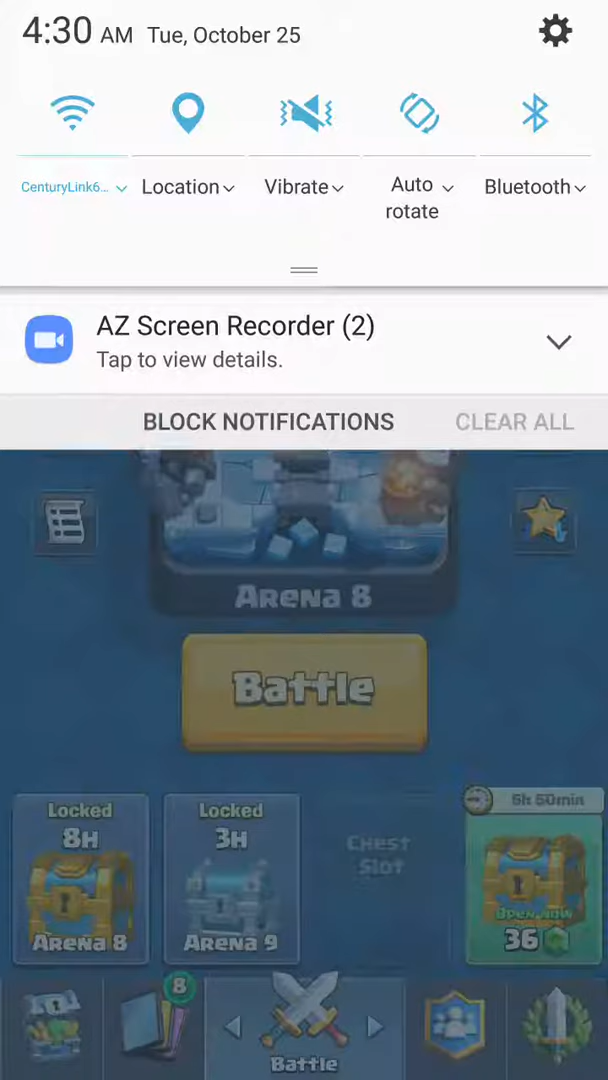 4:30 AM Tue, October 25
CenturyLink6... Location Vibrate Auto rotate Bluetooth
AZ Screen Recorder (2)
Tap to view details.
BLOCK NOTIFICATIONS CLEAR ALL
Arena 8
Battle
5h 50min
Locked Locked
8H 3H
Chest
Slot
Open now
36
Arena 8 Arena 9
8
Battle